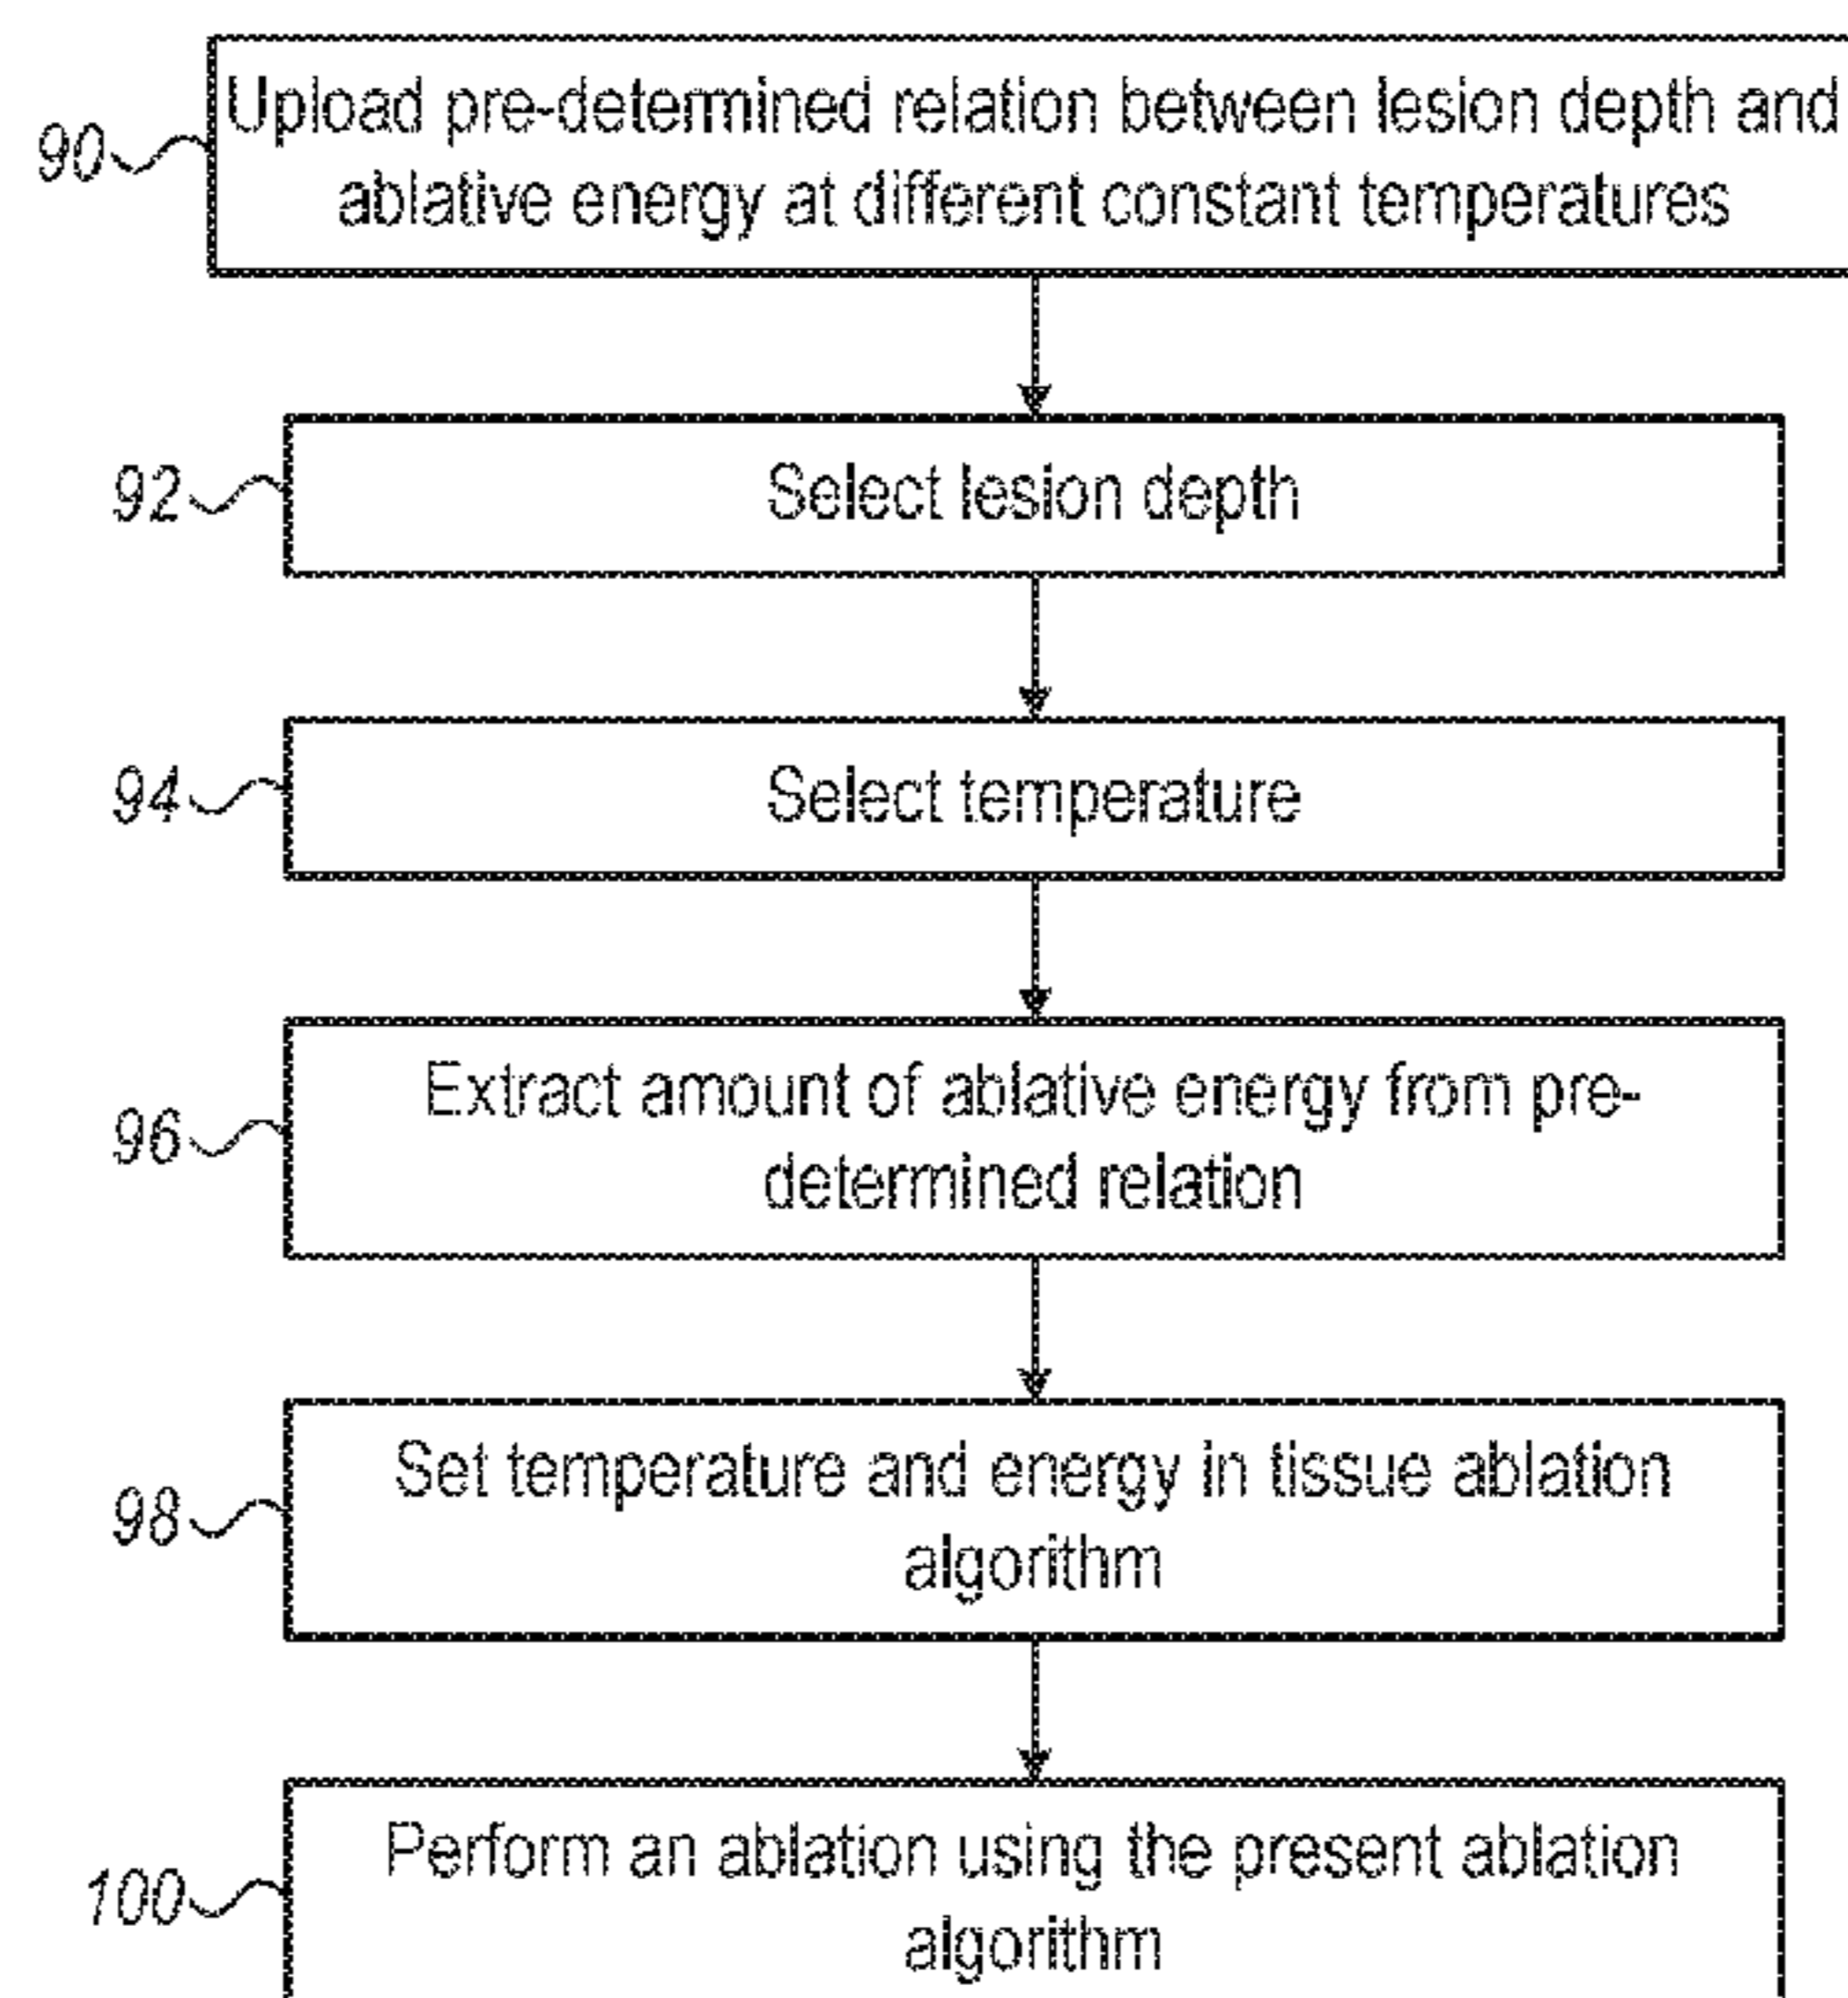 90
Upload pre-determined relation between lesion depth and
ablative energy at different constant temperatures
92
Select lesion depth
94
Select temperature
96
Extract amount of ablative energy from pre-
determined relation
98
Set temperature and energy in tissue ablation
algorithm
100
Perform an ablation using the present ablation
algorithm